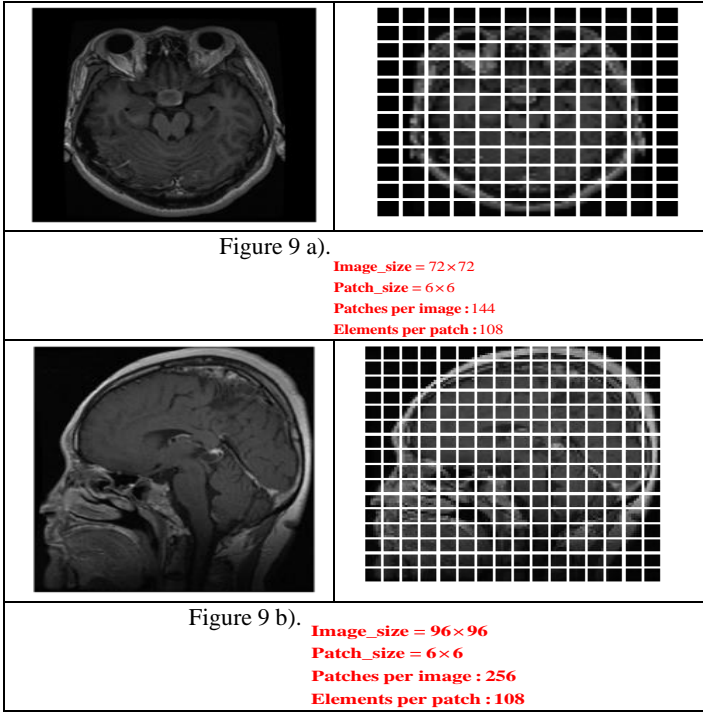 Figure 9 a).
Image_size = 72×72
Patch_size = 6×6
Patches per image : 144
Elements per patch : 108
Figure 9 b).
Image_size = 96×96
Patch_size = 6×6
Patches per image : 256
Elements per patch : 108